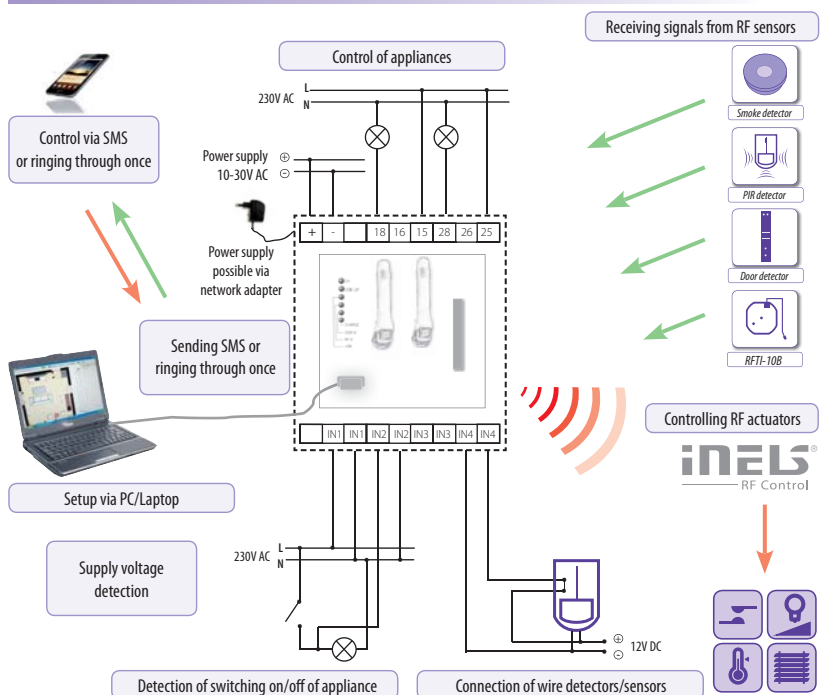 Receiving signals from RF sensors
Control of appliances
L
230V AC
N
Smoke detector
Control via SMS
or ringing through once
Power supply ⊕
10-30V AC ⊖
PIR detector
+ - 18 16 15 28 26 25
Power supply
possible via
network adapter
Door detector
Sending SMS or
ringing through once
RFTI-10B
Controlling RF actuators
iNELS®
RF Control
IN1 IN1 IN2 IN2 IN3 IN3 IN4 IN4
Setup via PC/Laptop
L
230V AC
N
Supply voltage
detection
⊕
12V DC
⊖
Detection of switching on/off of appliance
Connection of wire detectors/sensors